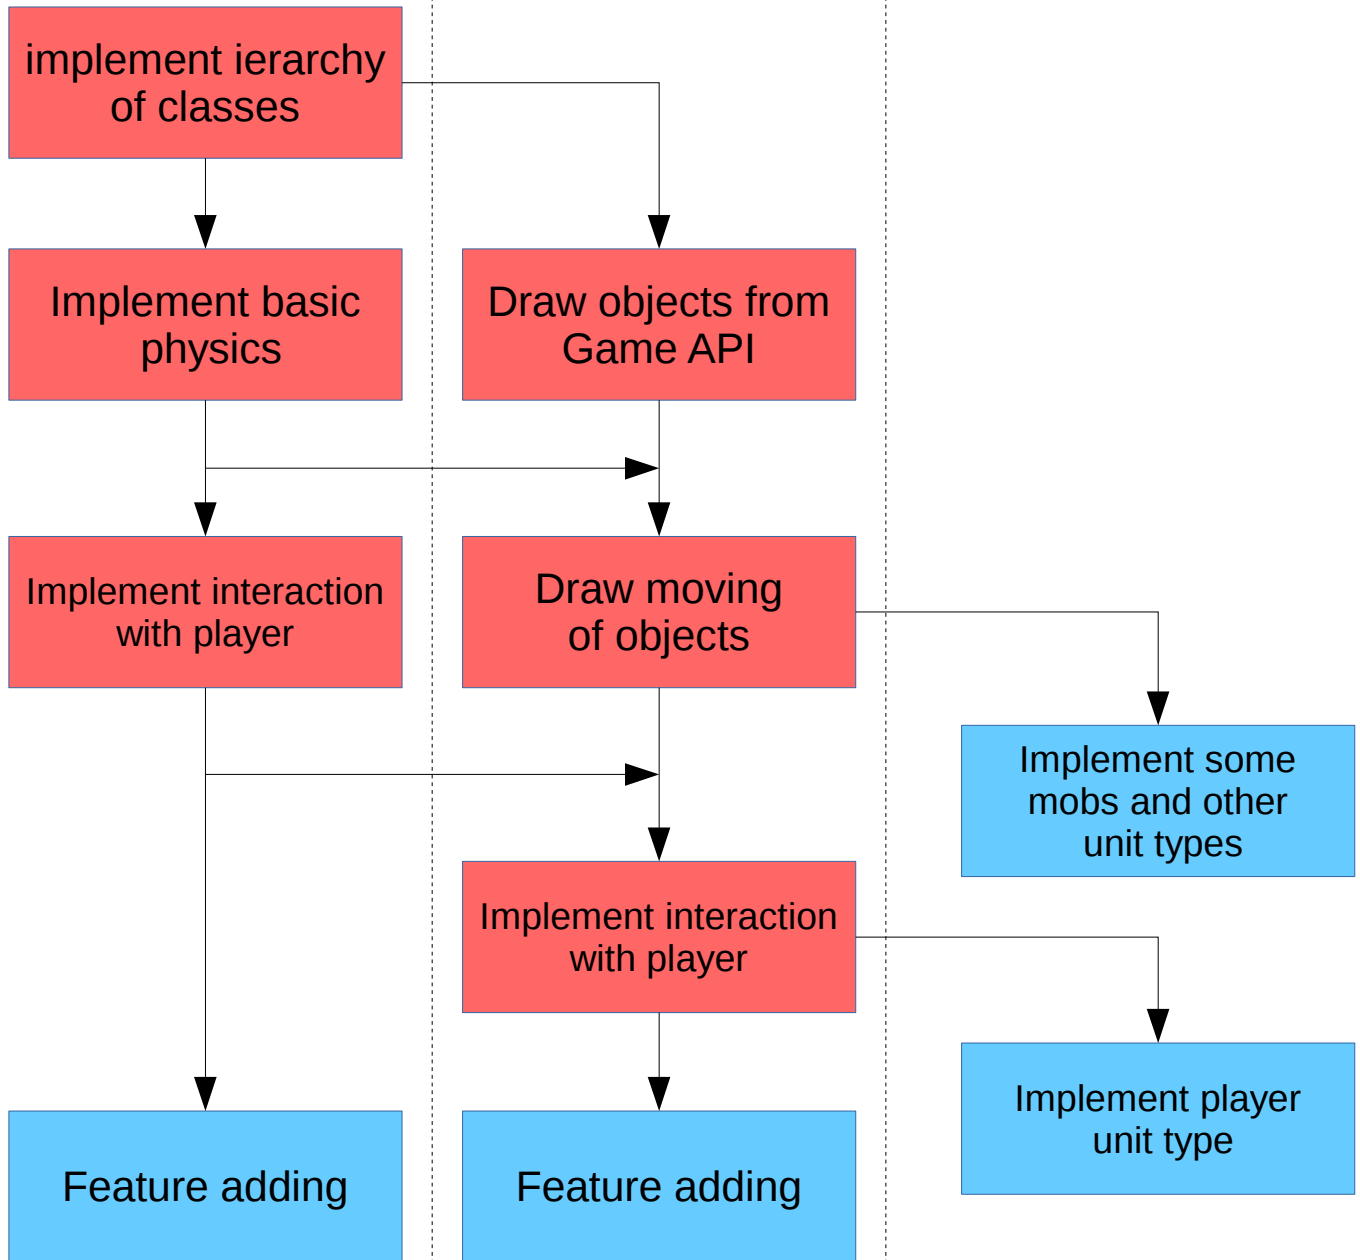 implement ierarchy
of classes
Implement basic
physics
Draw objects from
Game API
Implement interaction
with player
Draw moving
of objects
Implement some
mobs and other
unit types
Implement interaction
with player
Implement player
unit type
Feature adding
Feature adding